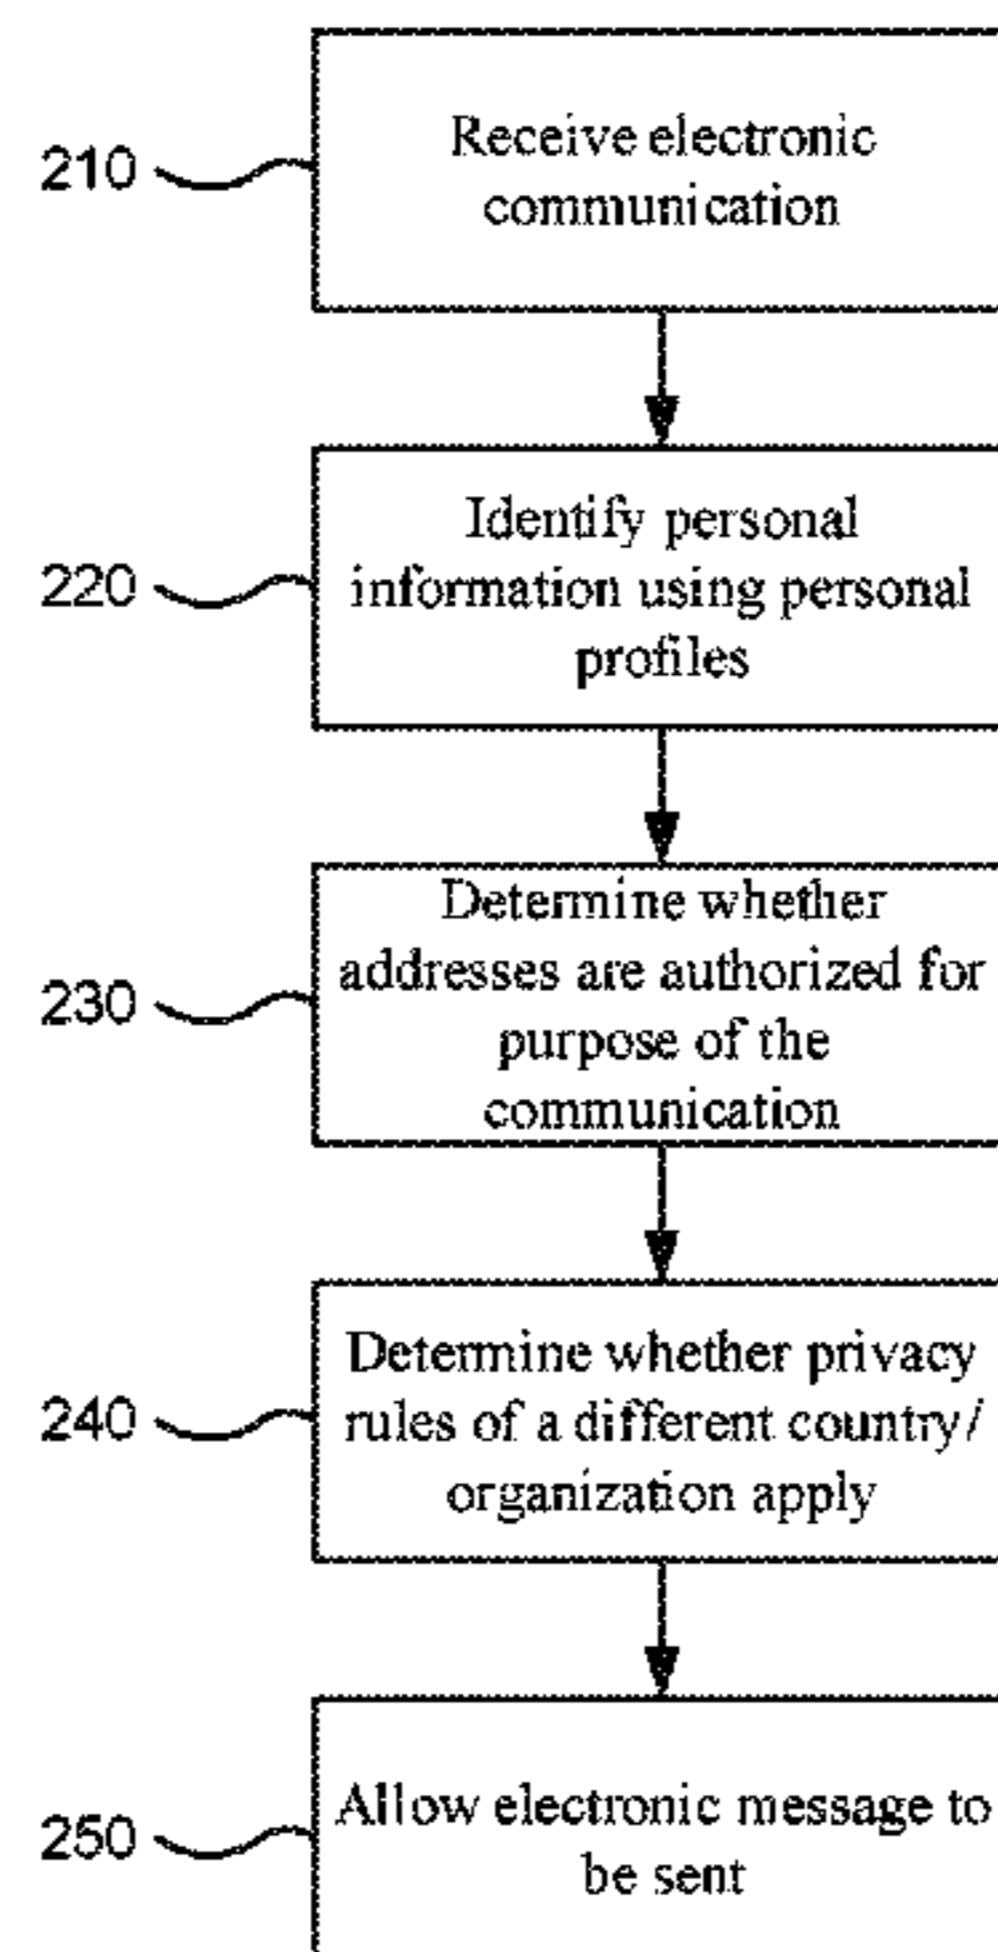 210
Receive electronic
communication
220
Identify personal
information using personal
profiles
230
Determine whether
addresses are authorized for
purpose of the
communication
240
Determine whether privacy
rules of a different country/
organization apply
250
Allow electronic message to
be sent